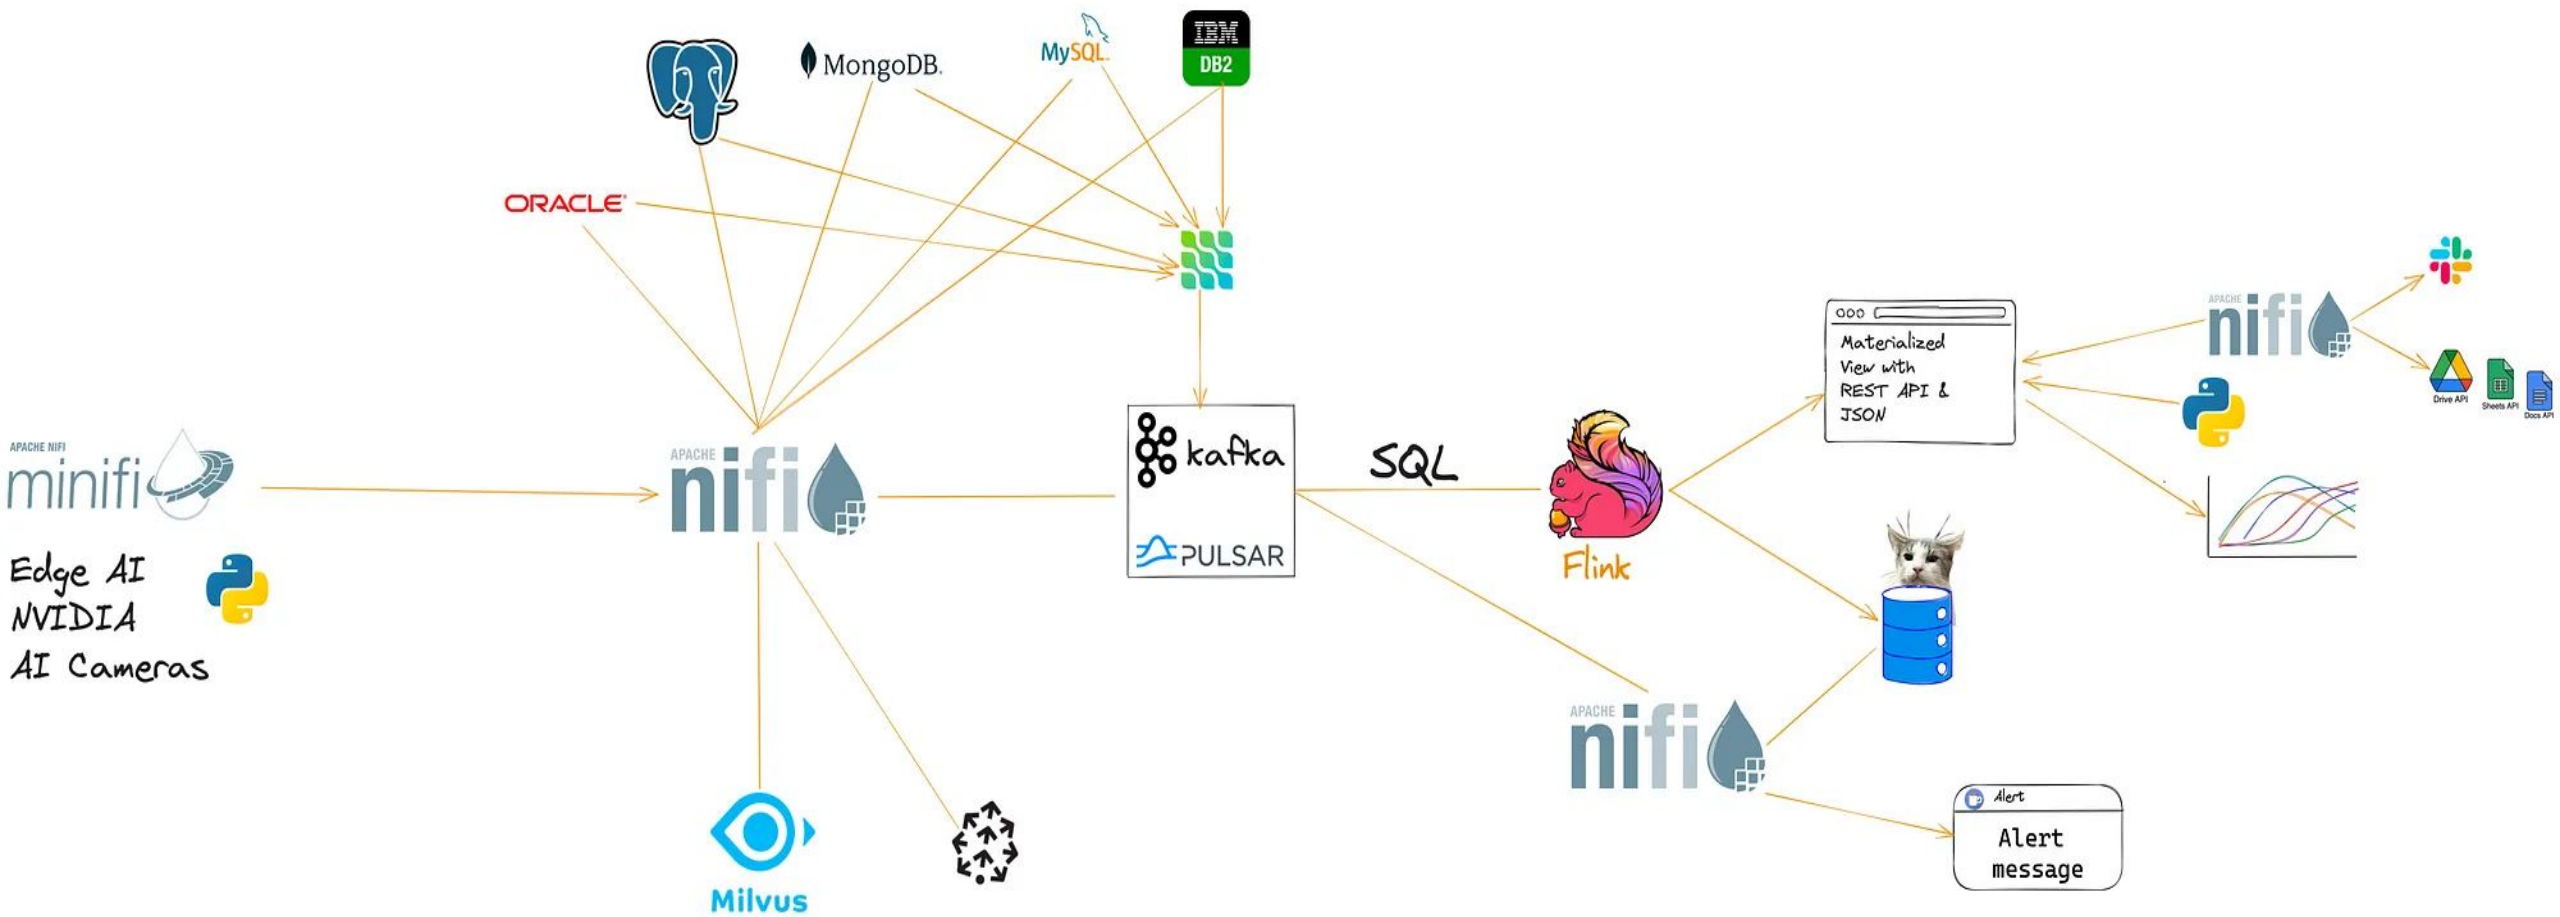 MongoDB.
MySQL
IBM
DB2
ORACLE
APACHE NIFI
minifi
Edge AI
NVIDIA
AI Cameras
APACHE
nifi
kafka
PULSAR
SQL
Flink
Materialized
View with
REST API &
JSON
APACHE
nifi
Drive API
Sheets API
Docs API
APACHE
nifi
Alert
Alert
message
Milvus